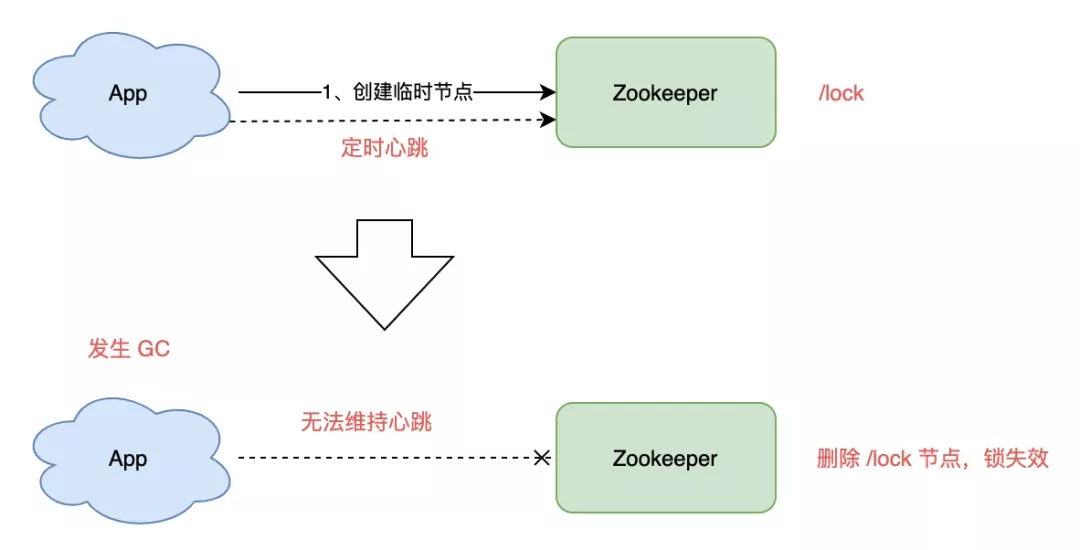 App
1、创建临时节点
Zookeeper
/lock
定时心跳
发生 GC
App
无法维持心跳
Zookeeper
删除 /lock 节点，锁失效